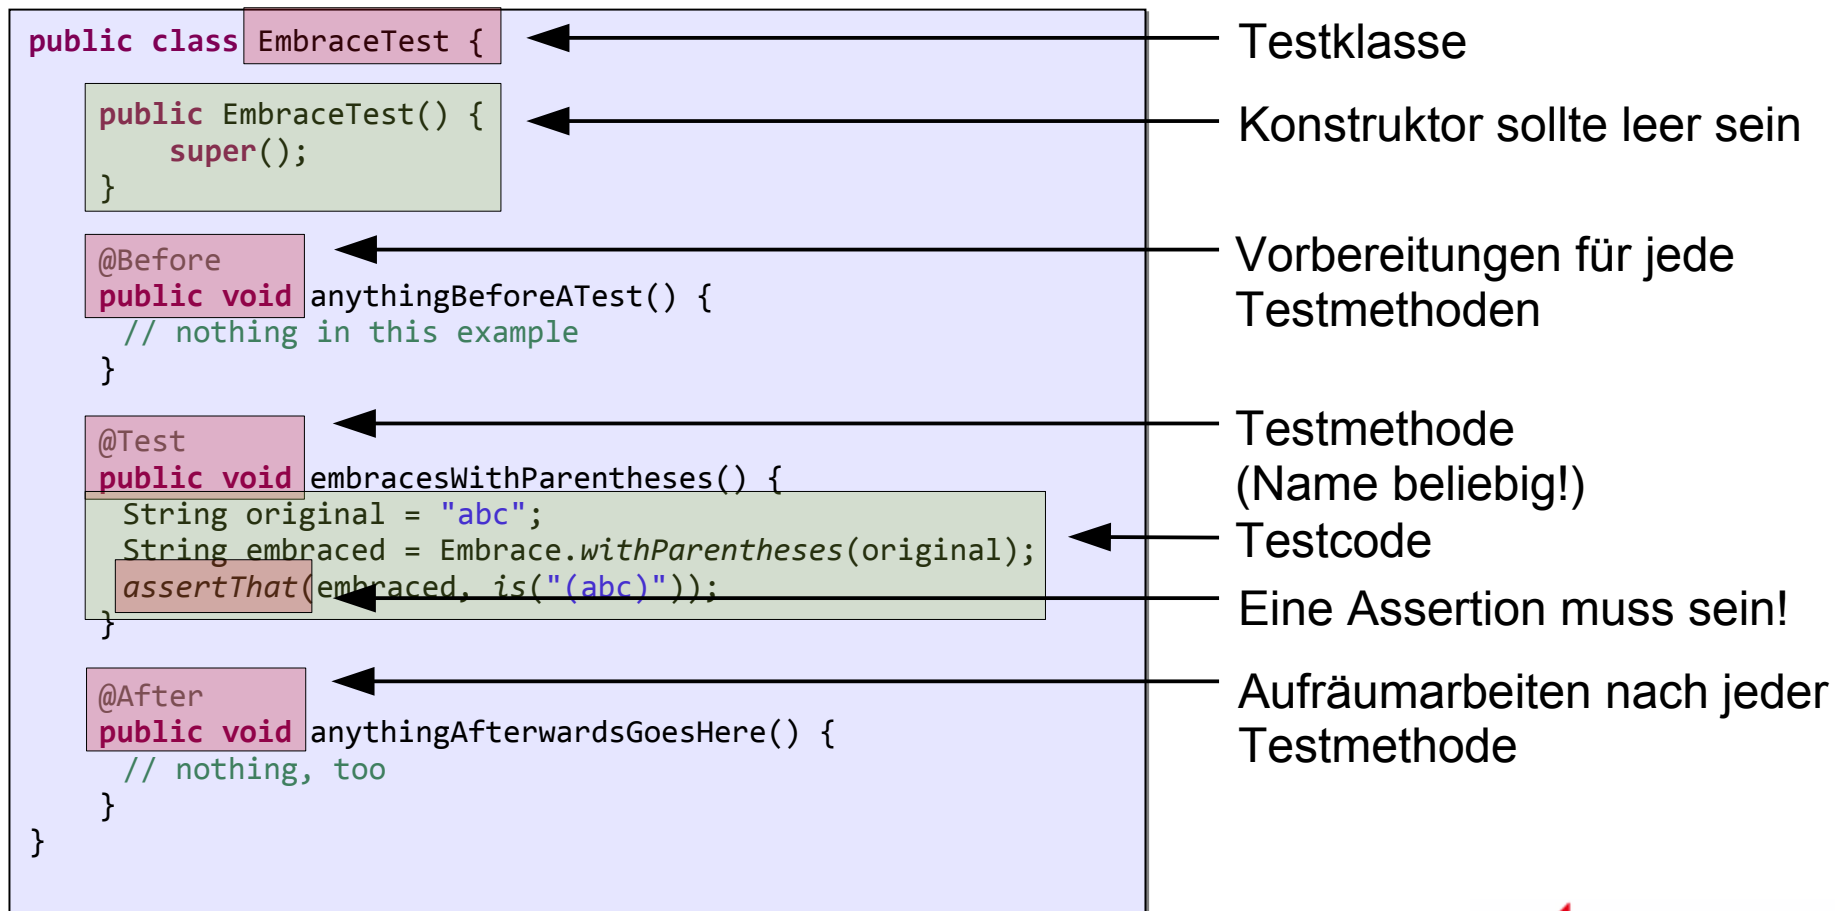 public class EmbraceTest {
public EmbraceTest() {
super();
}
@Before
public void anythingBeforeATest() {
// nothing in this example
}
@Test
public void embracesWithParentheses() {
String original = "abc";
String embraced = Embrace.withParentheses(original);
assertThat(embraced, is("(abc)"));
}
@After
public void anythingAfterwardsGoesHere() {
// nothing, too
}
}
Testklasse
Konstruktor sollte leer sein
Vorbereitungen für jede
Testmethoden
Testmethode
(Name beliebig!)
Testcode
Eine Assertion muss sein!
Aufräumarbeiten nach jeder
Testmethode